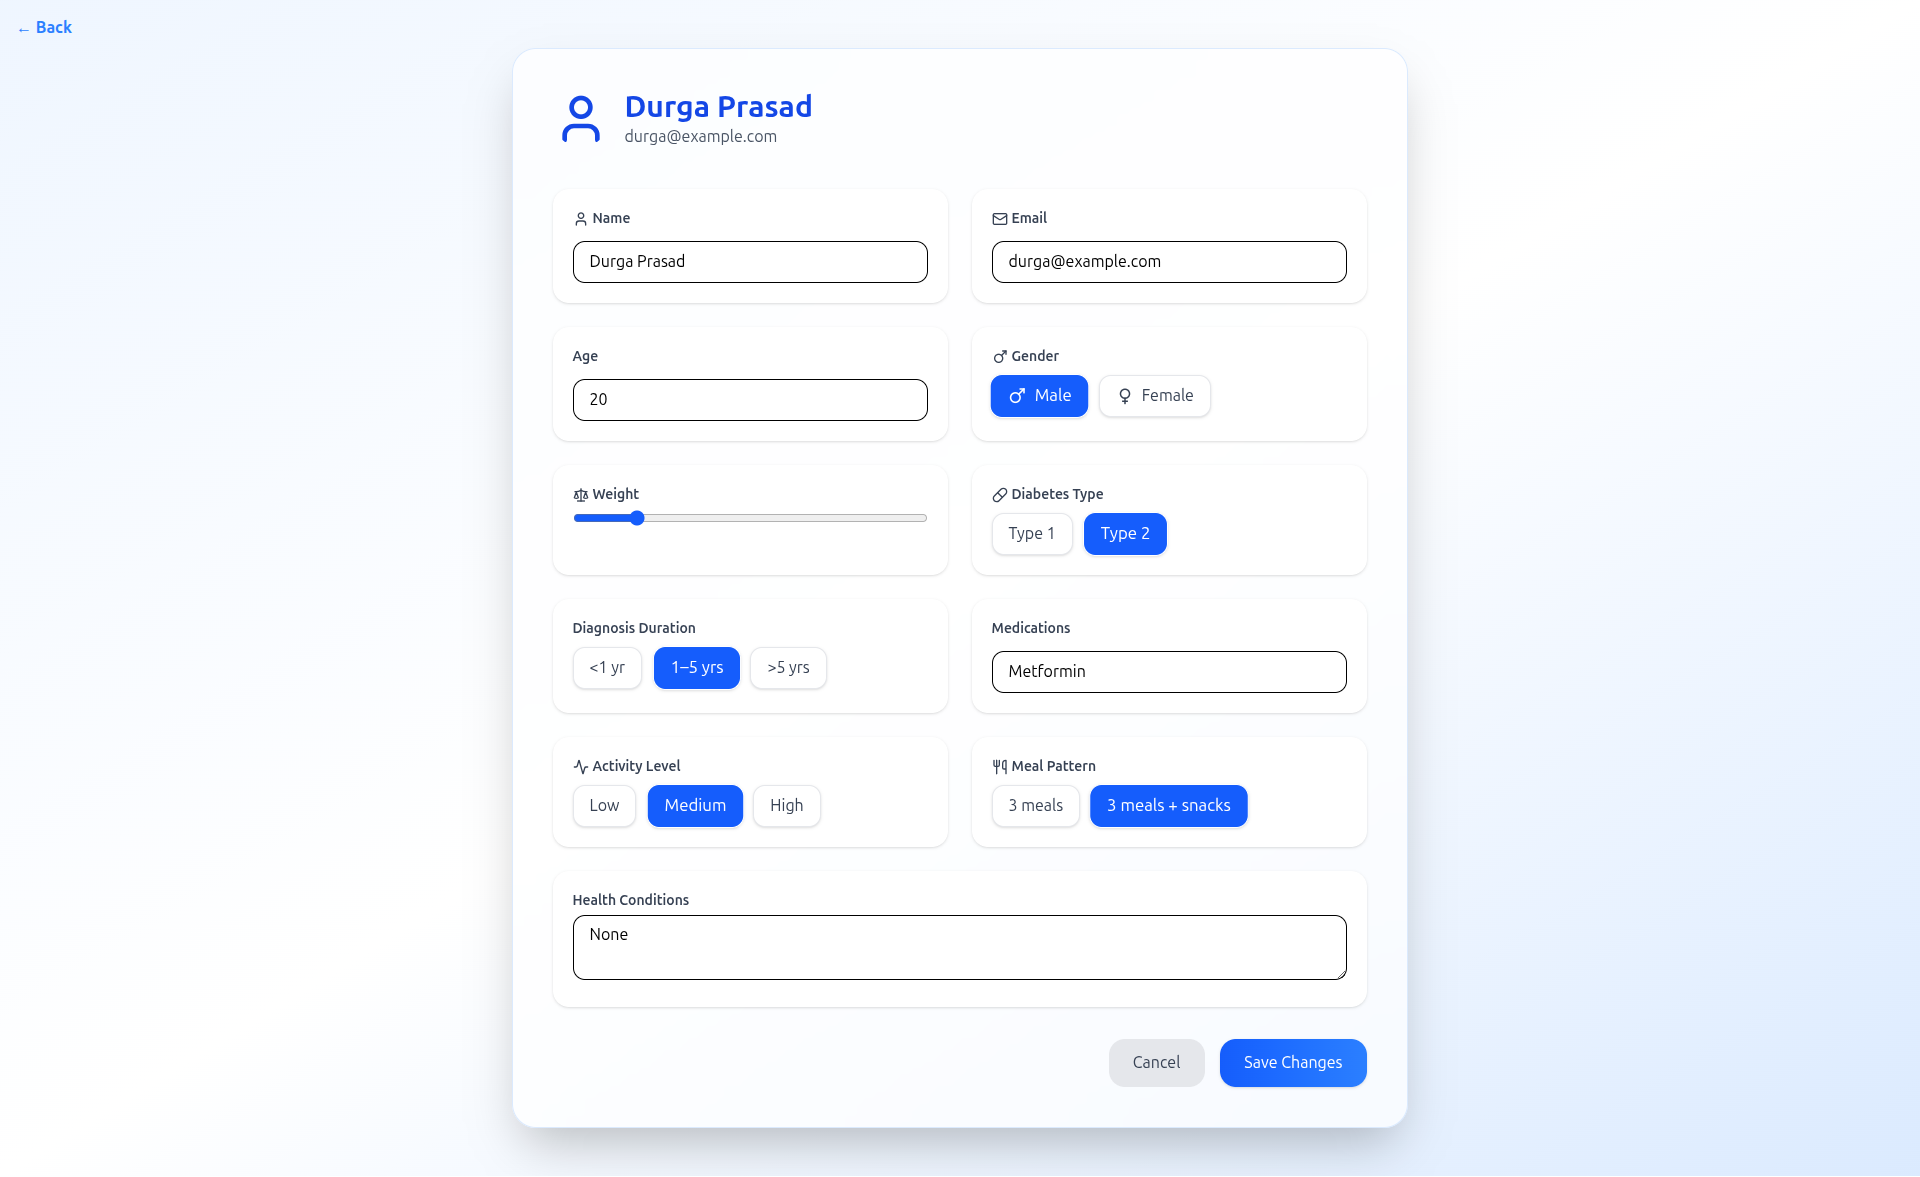 ← Back
Durga Prasad
durga@example.com
Name
Durga Prasad
Email
durga@example.com
Age
20
Gender
Male Female
Weight
Diabetes Type
Type 1 Type 2
Diagnosis Duration
<1 yr 1–5 yrs >5 yrs
Medications
Metformin
Activity Level
Low Medium High
Meal Pattern
3 meals 3 meals + snacks
Health Conditions
None
Cancel Save Changes